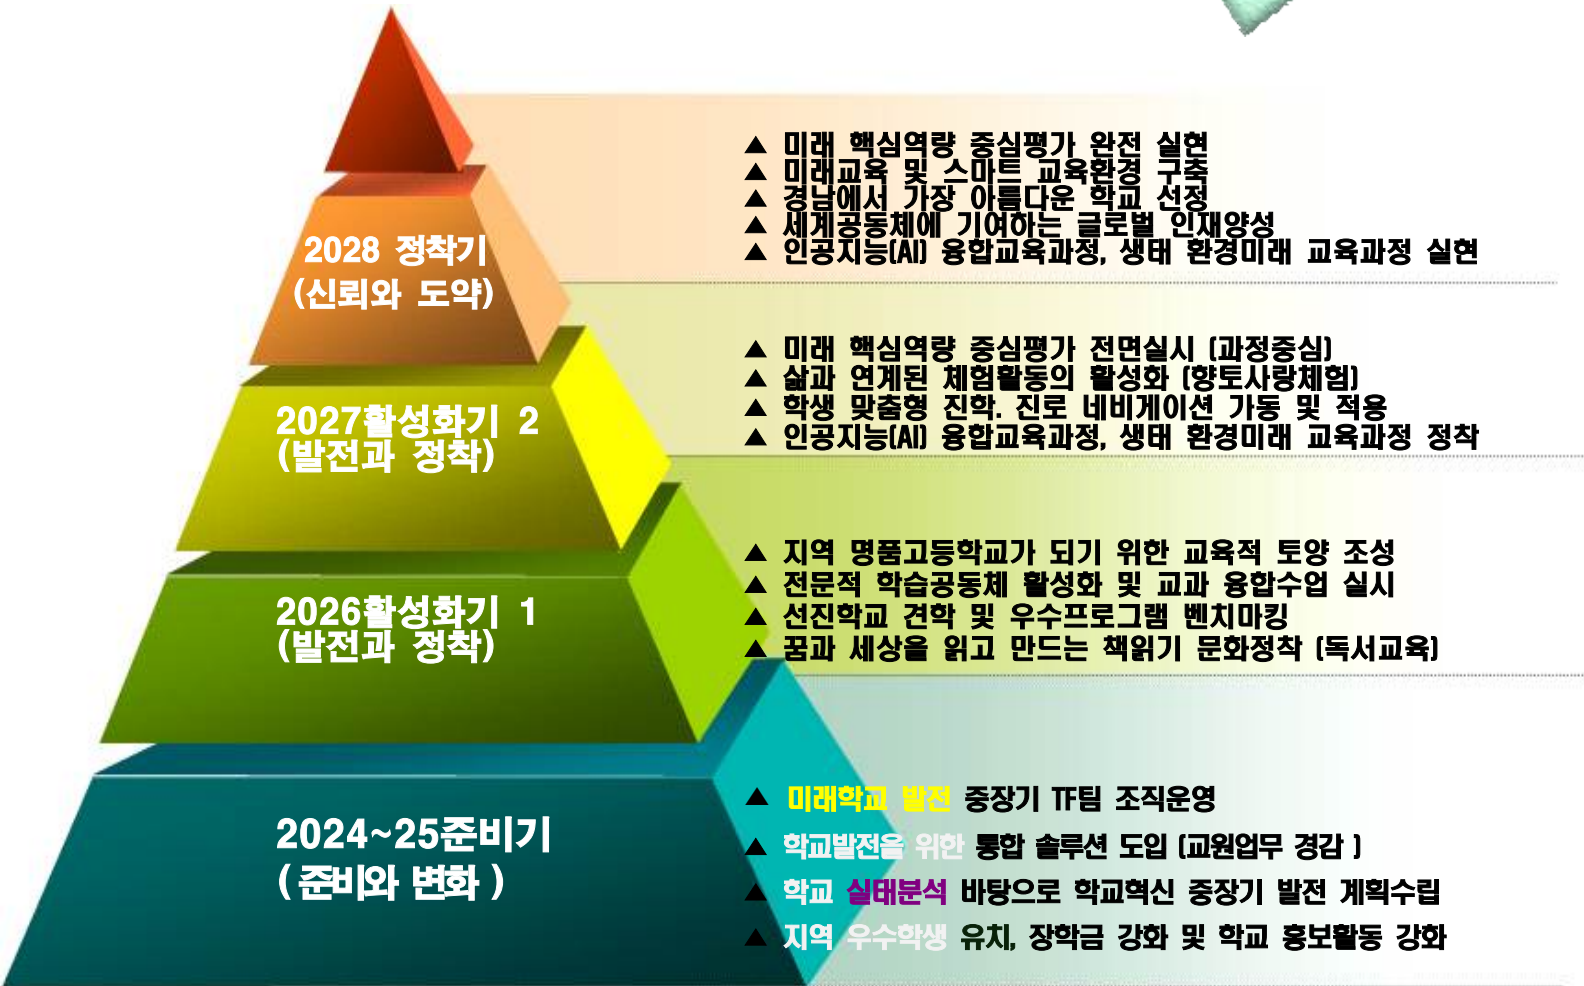 ▲ 미래 핵심역량 중심평가 완전 실현
▲ 미래교육 및 스마트 교육환경 구축
▲ 경남에서 가장 아름다운 학교 선정
▲ 세계공동체에 기여하는 글로벌 인재양성
▲ 인공지능(AI) 융합교육과정, 생태 환경미래 교육과정 실현
2028 정착기
(신뢰와 도약)
▲ 미래 핵심역량 중심평가 전면실시 (과정중심)
▲ 삶과 연계된 체험활동의 활성화 (향토사랑체험)
▲ 학생 맞춤형 진학. 진로 네비게이션 가동 및 적용
▲ 인공지능(AI) 융합교육과정, 생태 환경미래 교육과정 정착
2027활성화기 2
(발전과 정착)
▲ 지역 명품고등학교가 되기 위한 교육적 토양 조성
▲ 전문적 학습공동체 활성화 및 교과 융합수업 실시
▲ 선진학교 견학 및 우수프로그램 벤치마킹
▲ 꿈과 세상을 읽고 만드는 책읽기 문화정착 (독서교육)
2026활성화기 1
(발전과 정착)
▲ 미래학교 발전 중장기 TF팀 조직운영
▲ 학교발전을 위한 통합 솔루션 도입 (교원업무 경감 )
▲ 학교 실태분석 바탕으로 학교혁신 중장기 발전 계획수립
▲ 지역 우수학생 유치, 장학금 강화 및 학교 홍보활동 강화
2024~25준비기
( 준비와 변화 )